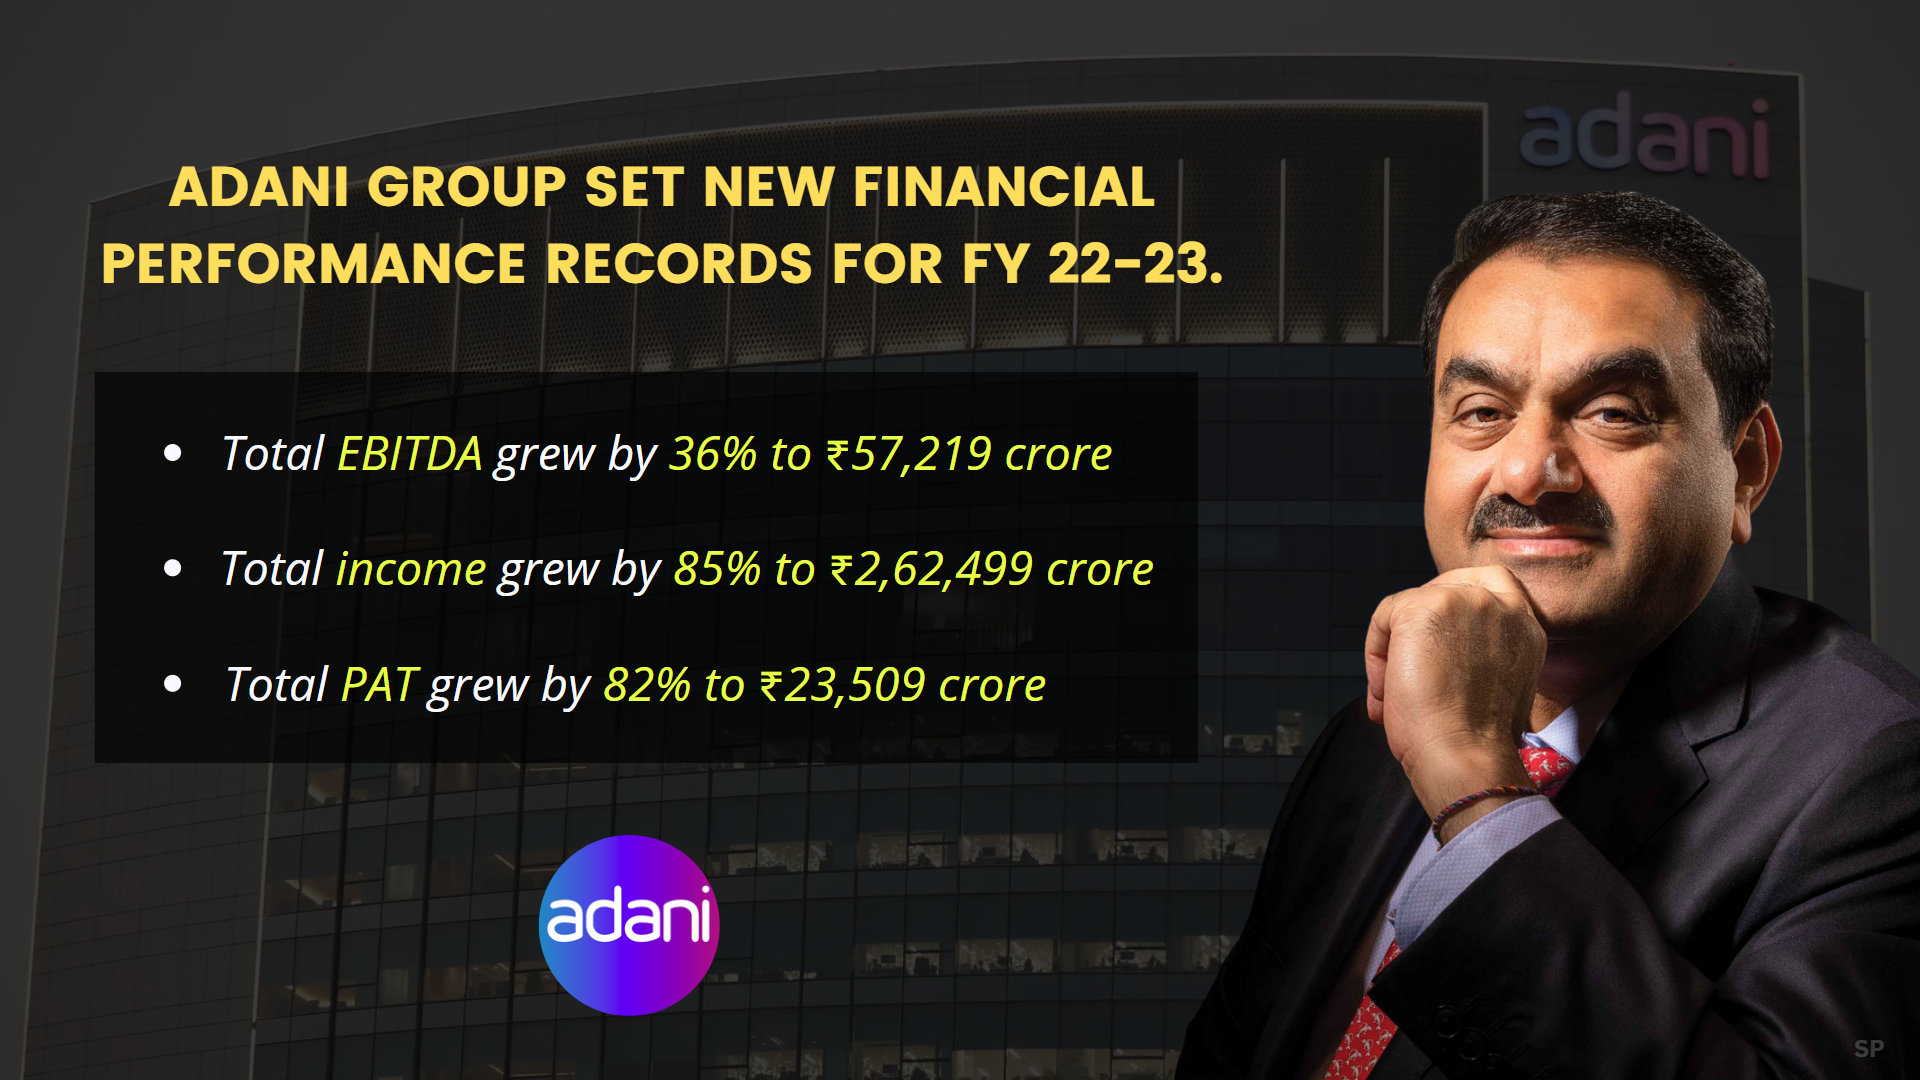 adani
ADANI GROUP SET NEW FINANCIAL
PERFORMANCE RECORDS FOR FY 22-23.
• Total EBITDA grew by 36% to ₹57,219 crore
• Total income grew by 85% to ₹2,62,499 crore
• Total PAT grew by 82% to ₹23,509 crore
adani
SP